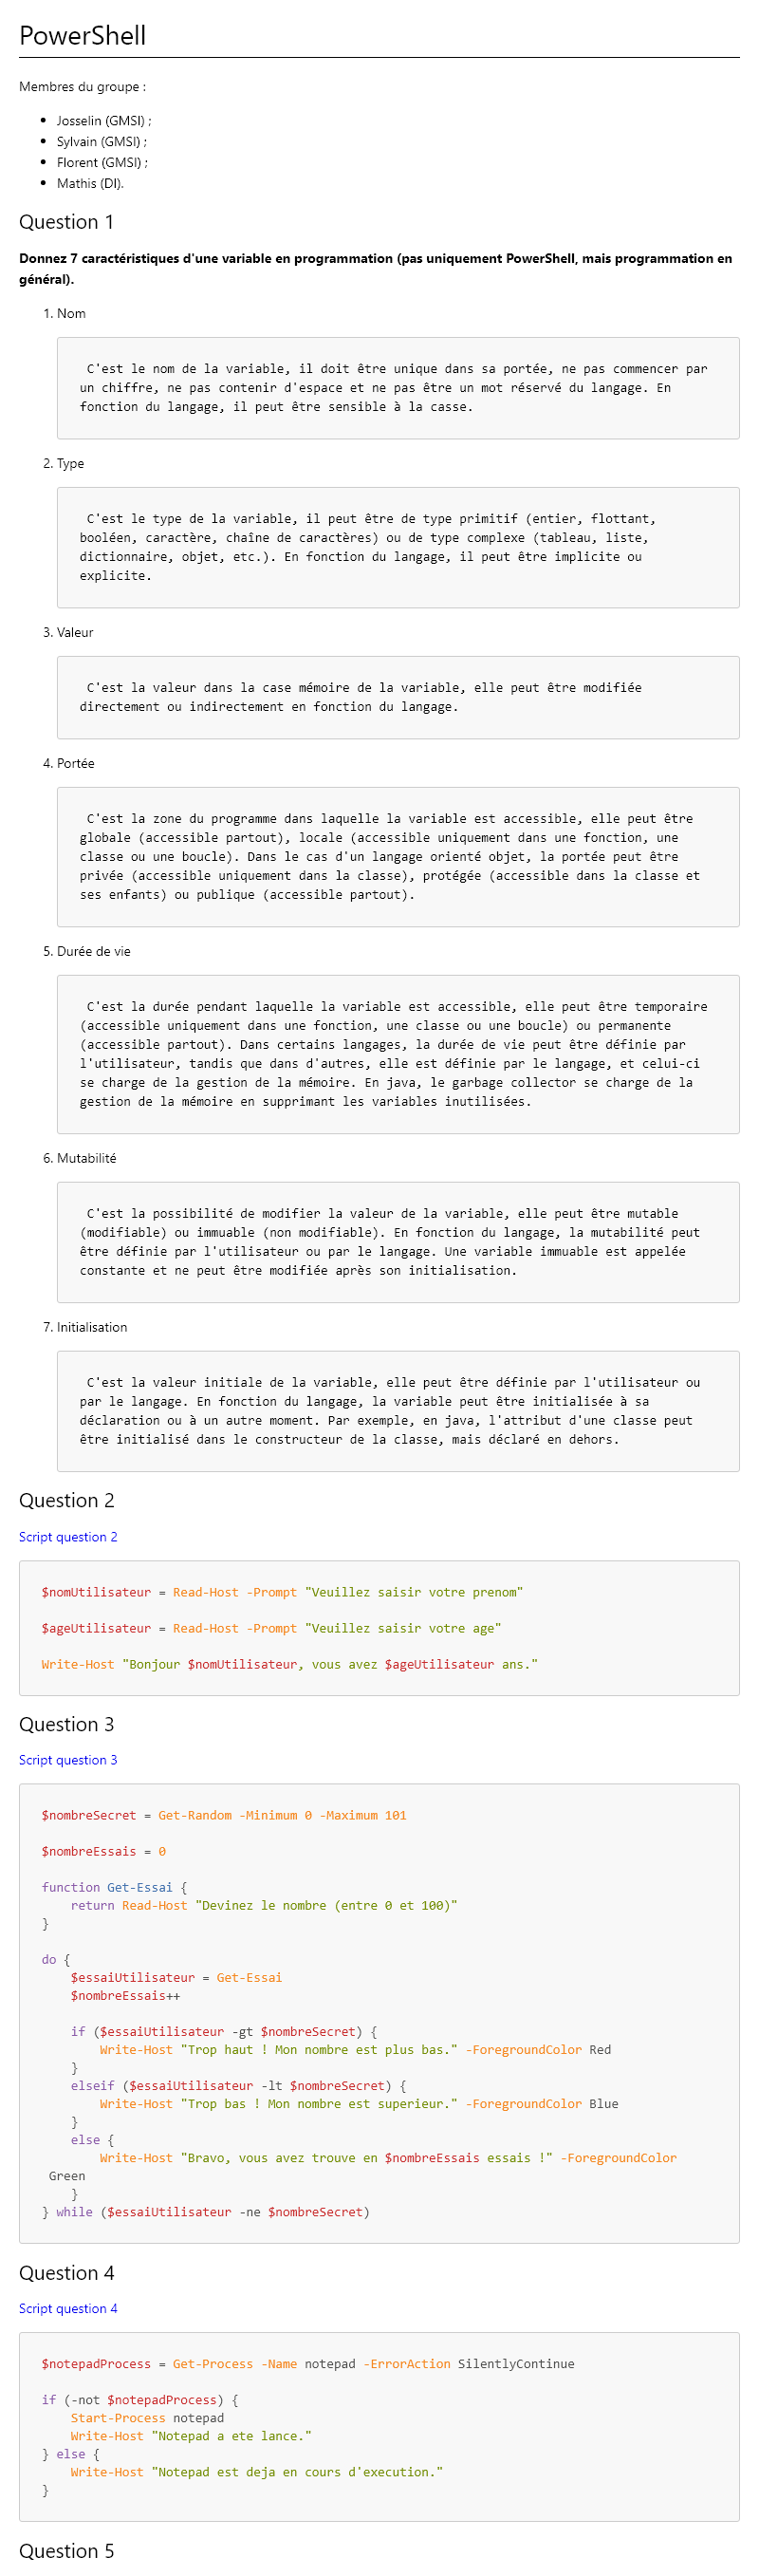 PowerShell
Membres du groupe :
• Josselin (GMSI) ;
• Sylvain (GMSI) ;
• Florent (GMSI) ;
• Mathis (DI).
Question 1
Donnez 7 caractéristiques d'une variable en programmation (pas uniquement PowerShell, mais programmation en
général).
1. Nom
C'est le nom de la variable, il doit être unique dans sa portée, ne pas commencer par
un chiffre, ne pas contenir d'espace et ne pas être un mot réservé du langage. En
fonction du langage, il peut être sensible à la casse.
2. Type
C'est le type de la variable, il peut être de type primitif (entier, flottant,
booléen, caractère, chaîne de caractères) ou de type complexe (tableau, liste,
dictionnaire, objet, etc.). En fonction du langage, il peut être implicite ou
explicite.
3. Valeur
C'est la valeur dans la case mémoire de la variable, elle peut être modifiée
directement ou indirectement en fonction du langage.
4. Portée
C'est la zone du programme dans laquelle la variable est accessible, elle peut être
globale (accessible partout), locale (accessible uniquement dans une fonction, une
classe ou une boucle). Dans le cas d'un langage orienté objet, la portée peut être
privée (accessible uniquement dans la classe), protégée (accessible dans la classe et
ses enfants) ou publique (accessible partout).
5. Durée de vie
C'est la durée pendant laquelle la variable est accessible, elle peut être temporaire
(accessible uniquement dans une fonction, une classe ou une boucle) ou permanente
(accessible partout). Dans certains langages, la durée de vie peut être définie par
l'utilisateur, tandis que dans d'autres, elle est définie par le langage, et celui-ci
se charge de la gestion de la mémoire. En java, le garbage collector se charge de la
gestion de la mémoire en supprimant les variables inutilisées.
6. Mutabilité
C'est la possibilité de modifier la valeur de la variable, elle peut être mutable
(modifiable) ou immuable (non modifiable). En fonction du langage, la mutabilité peut
être définie par l'utilisateur ou par le langage. Une variable immuable est appelée
constante et ne peut être modifiée après son initialisation.
7. Initialisation
C'est la valeur initiale de la variable, elle peut être définie par l'utilisateur ou
par le langage. En fonction du langage, la variable peut être initialisée à sa
déclaration ou à un autre moment. Par exemple, en java, l'attribut d'une classe peut
être initialisé dans le constructeur de la classe, mais déclaré en dehors.
Question 2
Script question 2
$nomUtilisateur = Read-Host -Prompt "Veuillez saisir votre prenom"
$ageUtilisateur = Read-Host -Prompt "Veuillez saisir votre age"
Write-Host "Bonjour $nomUtilisateur, vous avez $ageUtilisateur ans."
Question 3
Script question 3
$nombreSecret = Get-Random -Minimum 0 -Maximum 101
$nombreEssais = 0
function Get-Essai {
    return Read-Host "Devinez le nombre (entre 0 et 100)"
}
do {
    $essaiUtilisateur = Get-Essai
    $nombreEssais++
    if ($essaiUtilisateur -gt $nombreSecret) {
        Write-Host "Trop haut ! Mon nombre est plus bas." -ForegroundColor Red
    }
    elseif ($essaiUtilisateur -lt $nombreSecret) {
        Write-Host "Trop bas ! Mon nombre est superieur." -ForegroundColor Blue
    }
    else {
        Write-Host "Bravo, vous avez trouve en $nombreEssais essais !" -ForegroundColor
 Green
    }
} while ($essaiUtilisateur -ne $nombreSecret)
Question 4
Script question 4
$notepadProcess = Get-Process -Name notepad -ErrorAction SilentlyContinue
if (-not $notepadProcess) {
    Start-Process notepad
    Write-Host "Notepad a ete lance."
} else {
    Write-Host "Notepad est deja en cours d'execution."
}
Question 5